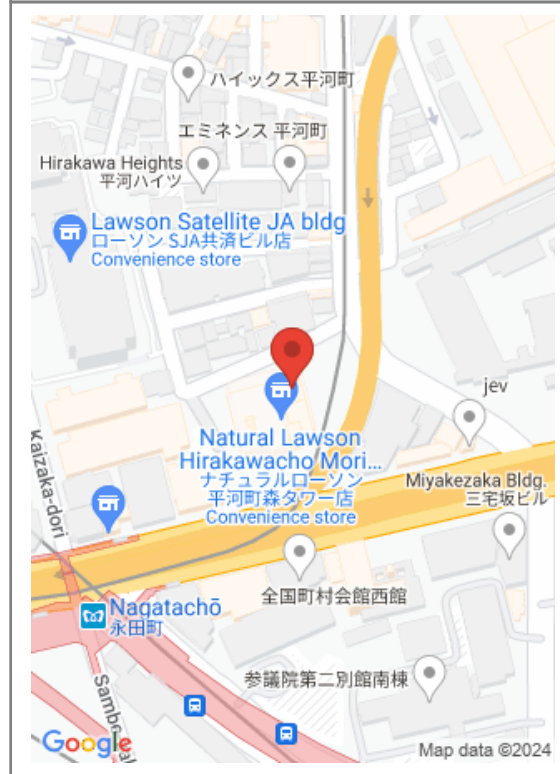 ハイックス平河町
エミネンス 平河町
Hirakawa Heights
平河ハイツ
Lawson Satellite JA bldg
ローソン SJA共済ビル店
Convenience store
jev
Natural Lawson
Hirakawacho Mori...
ナチュラルローソン
平河町森タワー店
Convenience store
Kaizaka-dori
Miyakezaka Bldg.
三宅坂ビル
全国町村会館西館
Nagatachō
永田町
参議院第二別館南棟
Google
Map data ©2024